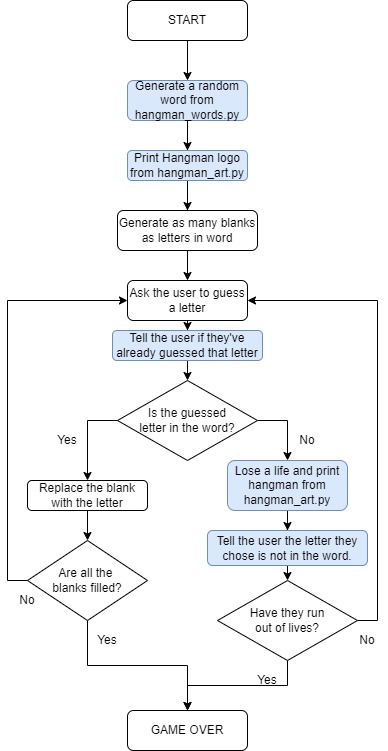 START
Generate a random
word from
hangman_words.py
Print Hangman logo
from hangman_art.py
Generate as many blanks
as letters in word
Ask the user to guess
a letter
Tell the user if they've
already guessed that letter
Is the guessed
letter in the word?
Yes
No
Replace the blank
with the letter
Lose a life and print
hangman from
hangman_art.py
Tell the user the letter they
chose is not in the word.
Are all the
blanks filled?
No
Yes
Have they run
out of lives?
No
Yes
GAME OVER